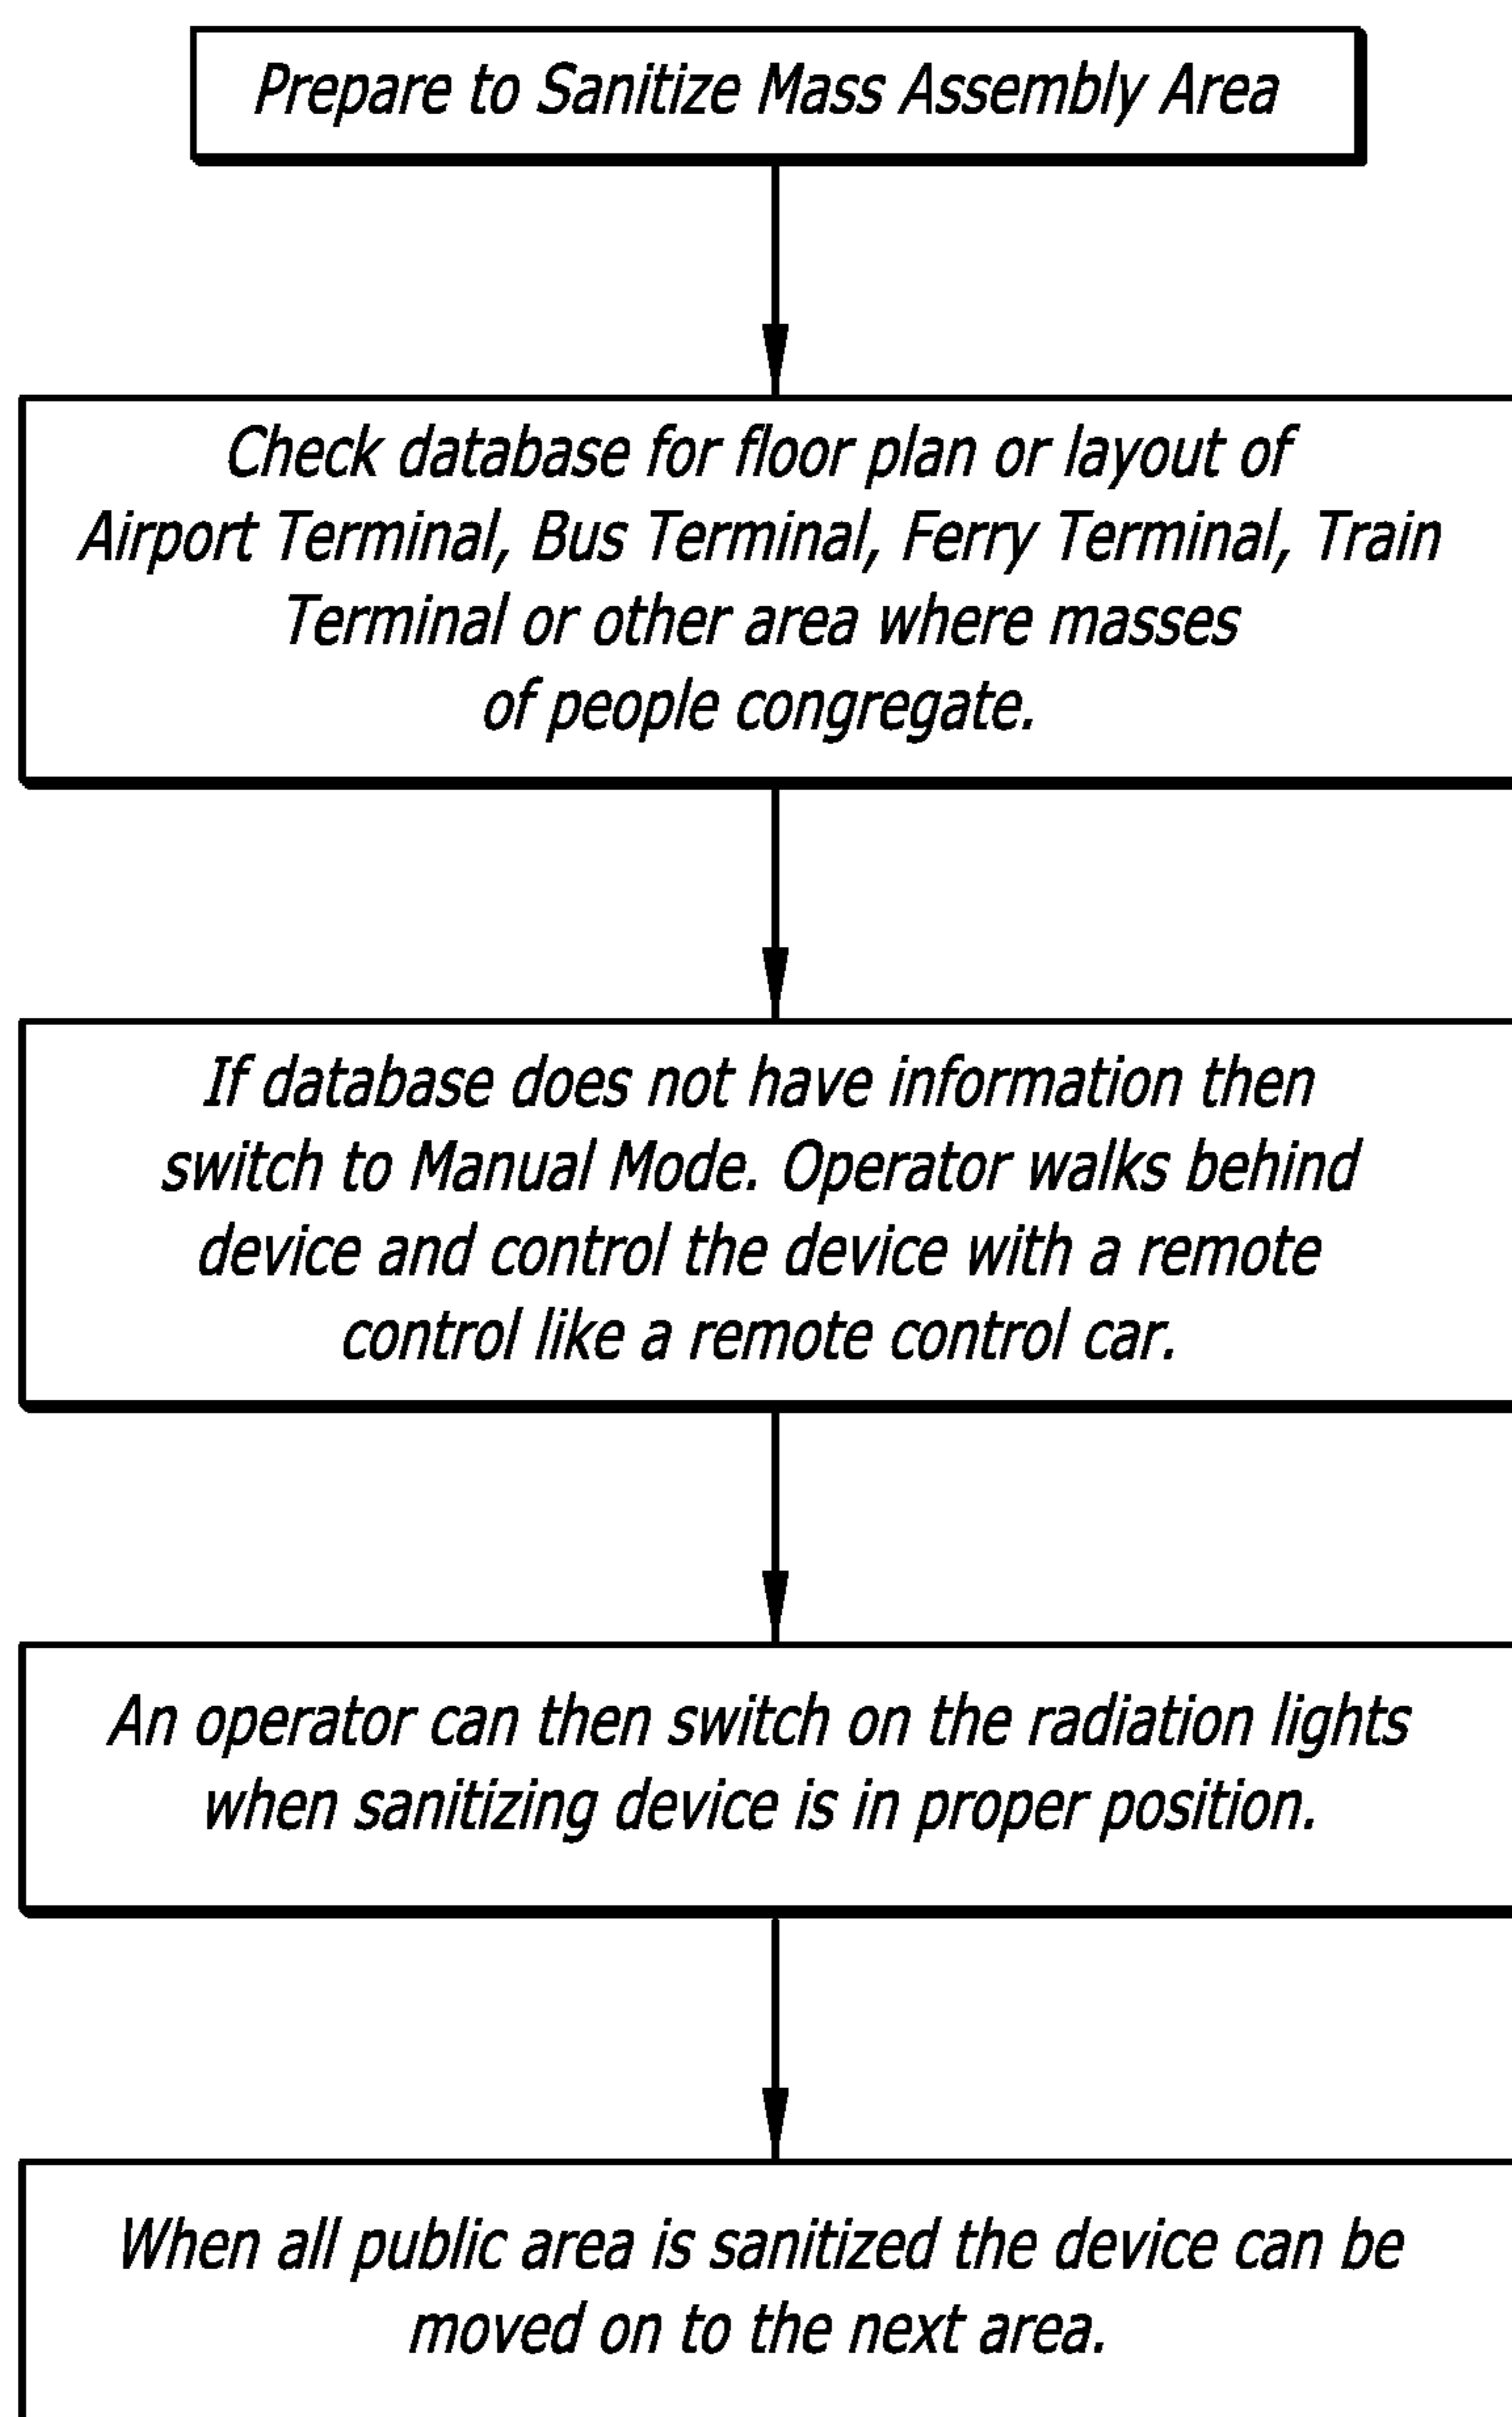 Prepare to Sanitize Mass Assembly Area
Check database for floor plan or layout of
Airport Terminal, Bus Terminal, Ferry Terminal, Train
Terminal or other area where masses
of people congregate.
If database does not have information then
switch to Manual Mode. Operator walks behind
device and control the device with a remote
control like a remote control car.
An operator can then switch on the radiation lights
when sanitizing device is in proper position.
When all public area is sanitized the device can be
moved on to the next area.